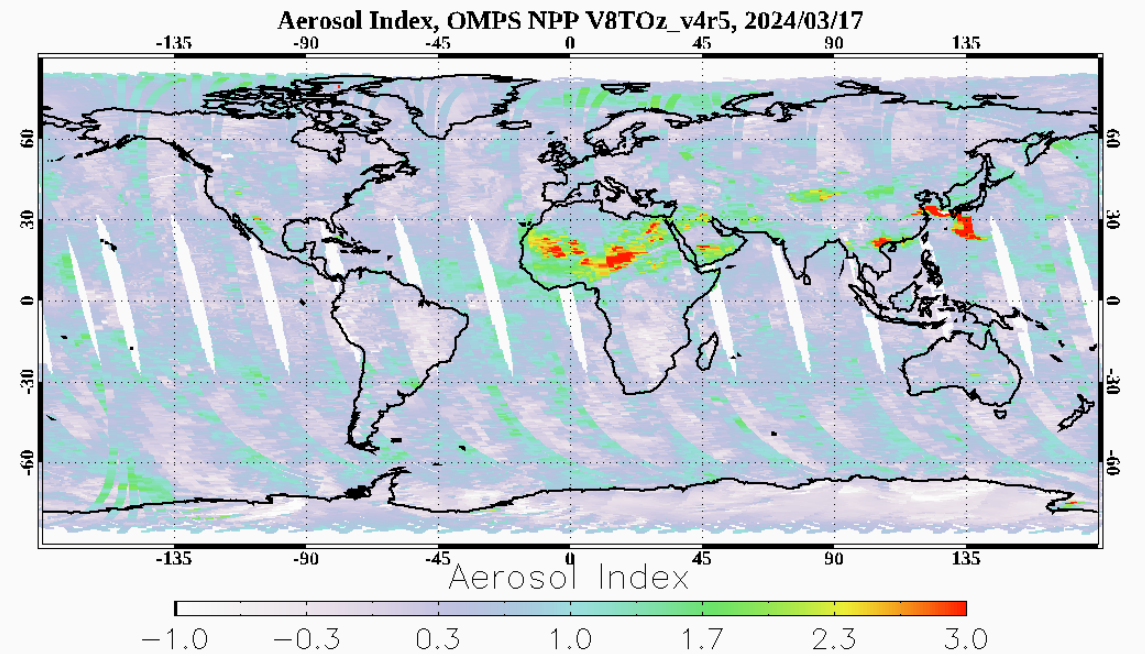 Aerosol Index, OMPS NPP V8TOz_v4r5, 2024/03/17
-135 -90 -45 0 45 90 135
60 60
30 30
0 0
-30 -30
-60 -60
-135 -90 -45 0 45 90 135
Aerosol Index
−1.0 −0.3 0.3 1.0 1.7 2.3 3.0